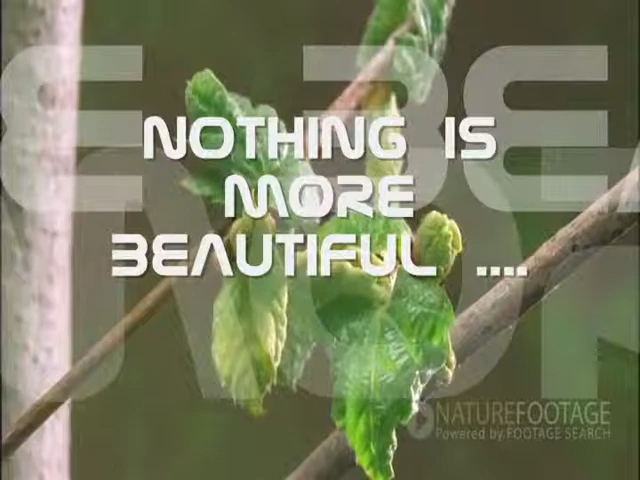 NOTHING IS
MORE
BEAUTIFUL ....
NATUREFOOTAGE
Powered by FOOTAGE SEARCH